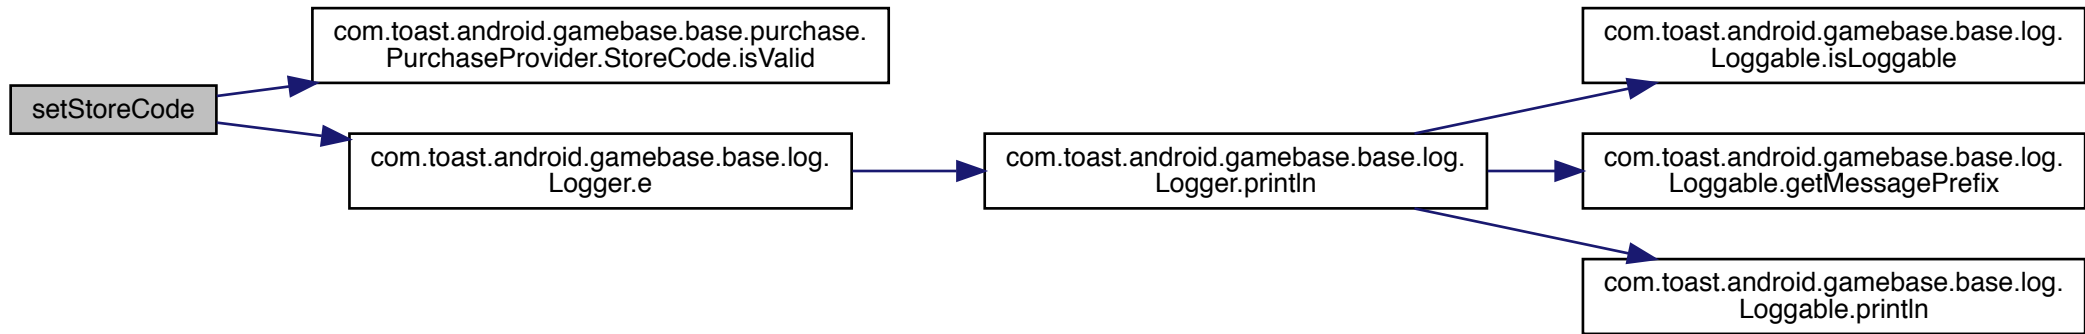 setStoreCode
com.toast.android.gamebase.base.purchase.
PurchaseProvider.StoreCode.isValid
com.toast.android.gamebase.base.log.
Logger.e
com.toast.android.gamebase.base.log.
Logger.println
com.toast.android.gamebase.base.log.
Loggable.isLoggable
com.toast.android.gamebase.base.log.
Loggable.getMessagePrefix
com.toast.android.gamebase.base.log.
Loggable.println